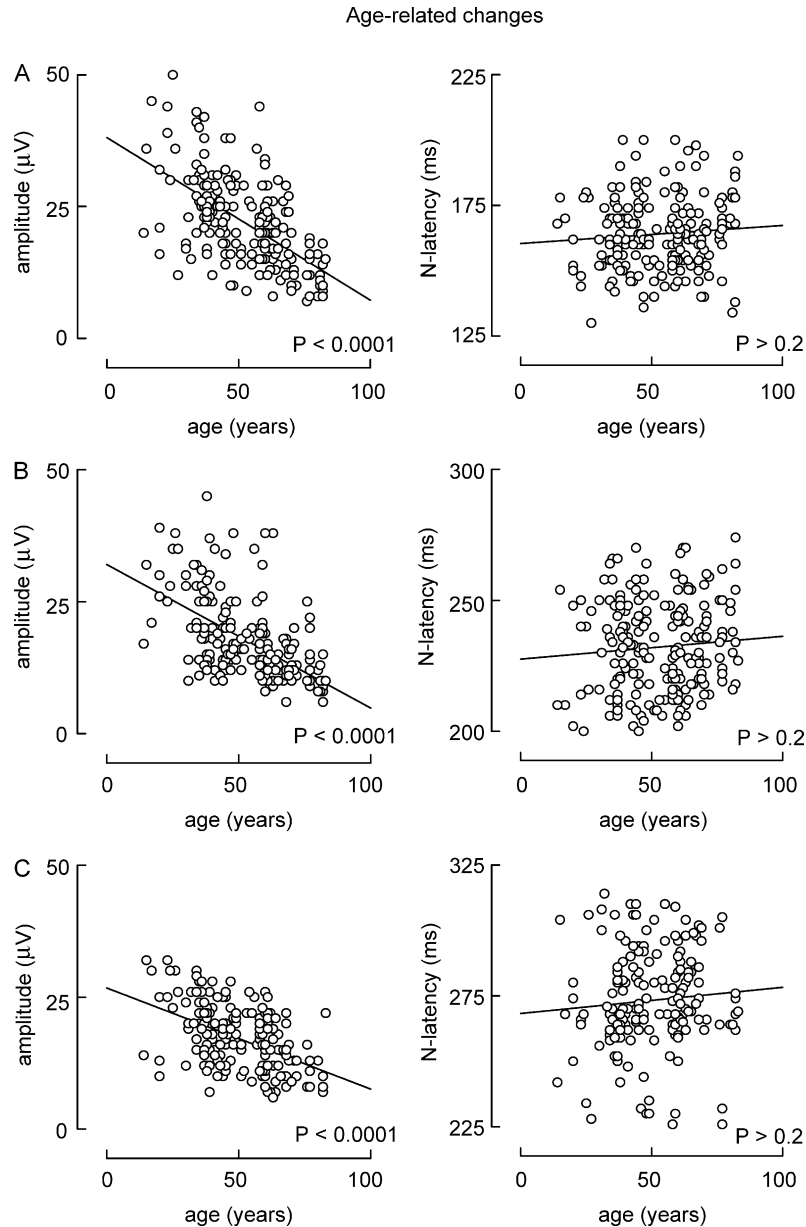 Age-related changes
A
50
25
0
amplitude (µV)
P < 0.0001
0 50 100
age (years)
225
175
125
N-latency (ms)
P > 0.2
0 50 100
age (years)
B
50
25
0
amplitude (µV)
P < 0.0001
0 50 100
age (years)
300
250
200
N-latency (ms)
P > 0.2
0 50 100
age (years)
C
50
25
0
amplitude (µV)
P < 0.0001
0 50 100
age (years)
325
275
225
N-latency (ms)
P > 0.2
0 50 100
age (years)